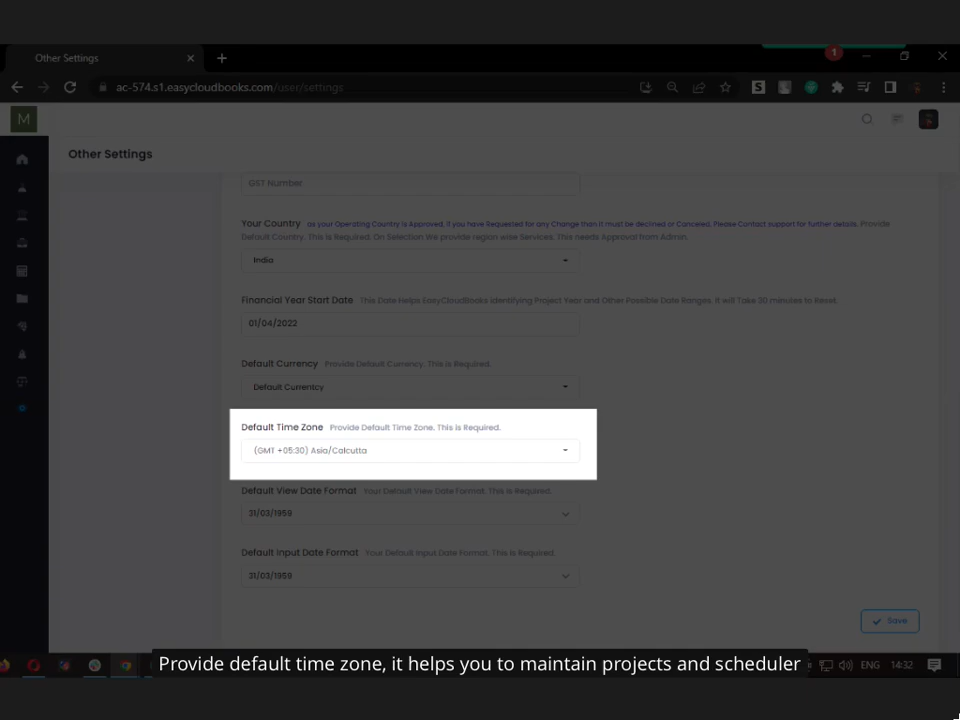 Other Settings
1
ac-574.s1.easycloudbooks.com/user/settings
S
M
Other Settings
GST Number
Your Country as your Operating Country is Approved, if you have Requested for any Change than it must be declined or Canceled. Please Contact support for further details. Provide
Default Country. This is Required. On Selection We provide region wise Services. This needs Approval from Admin.
India
Financial Year Start Date This Date Helps EasyCloudBooks Identifying Project Year and Other Possible Date Ranges. It will Take 30 minutes to Reset.
01/04/2022
Default Currency Provide Default Currency. This is Required.
Default Currentcy
Default Time Zone Provide Default Time Zone. This is Required.
(GMT +05:30) Asia/Calcutta
Default View Date Format Your Default View Date Format. This is Required.
31/03/1959
Default Input Date Format Your Default Input Date Format. This is Required.
31/03/1959
Save
Provide default time zone, it helps you to maintain projects and scheduler
ENG 14:32